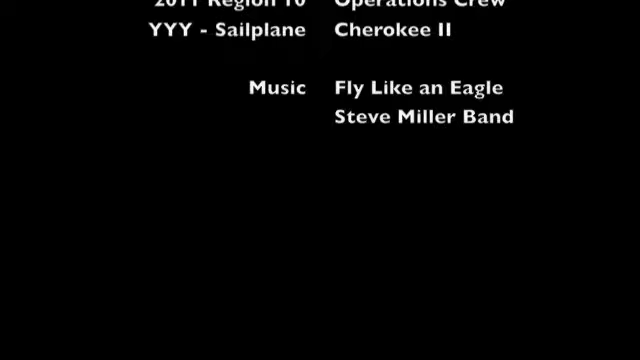 2011 Region 10 Operations Crew
YYY - Sailplane Cherokee II
Music Fly Like an Eagle
Steve Miller Band